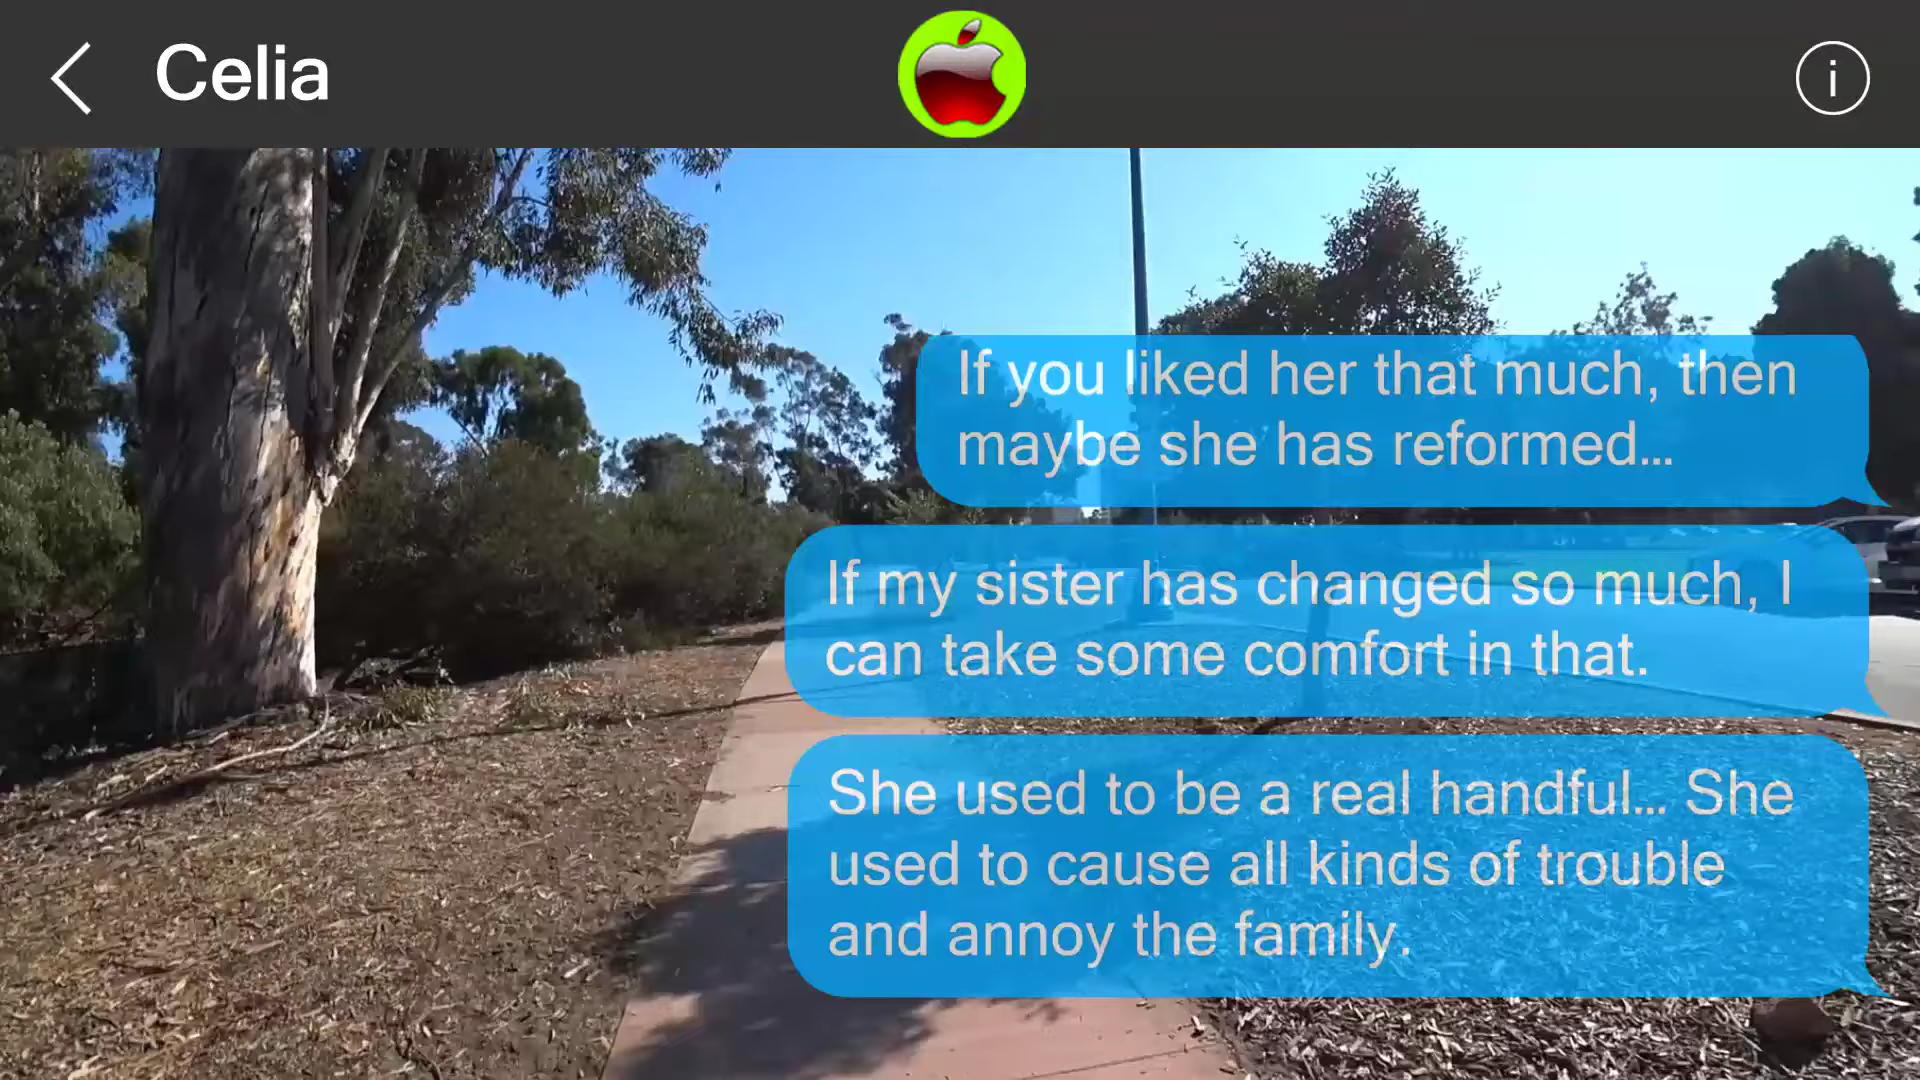 Celia
i
If you liked her that much, then
maybe she has reformed...
If my sister has changed so much, I
can take some comfort in that.
She used to be a real handful... She
used to cause all kinds of trouble
and annoy the family.